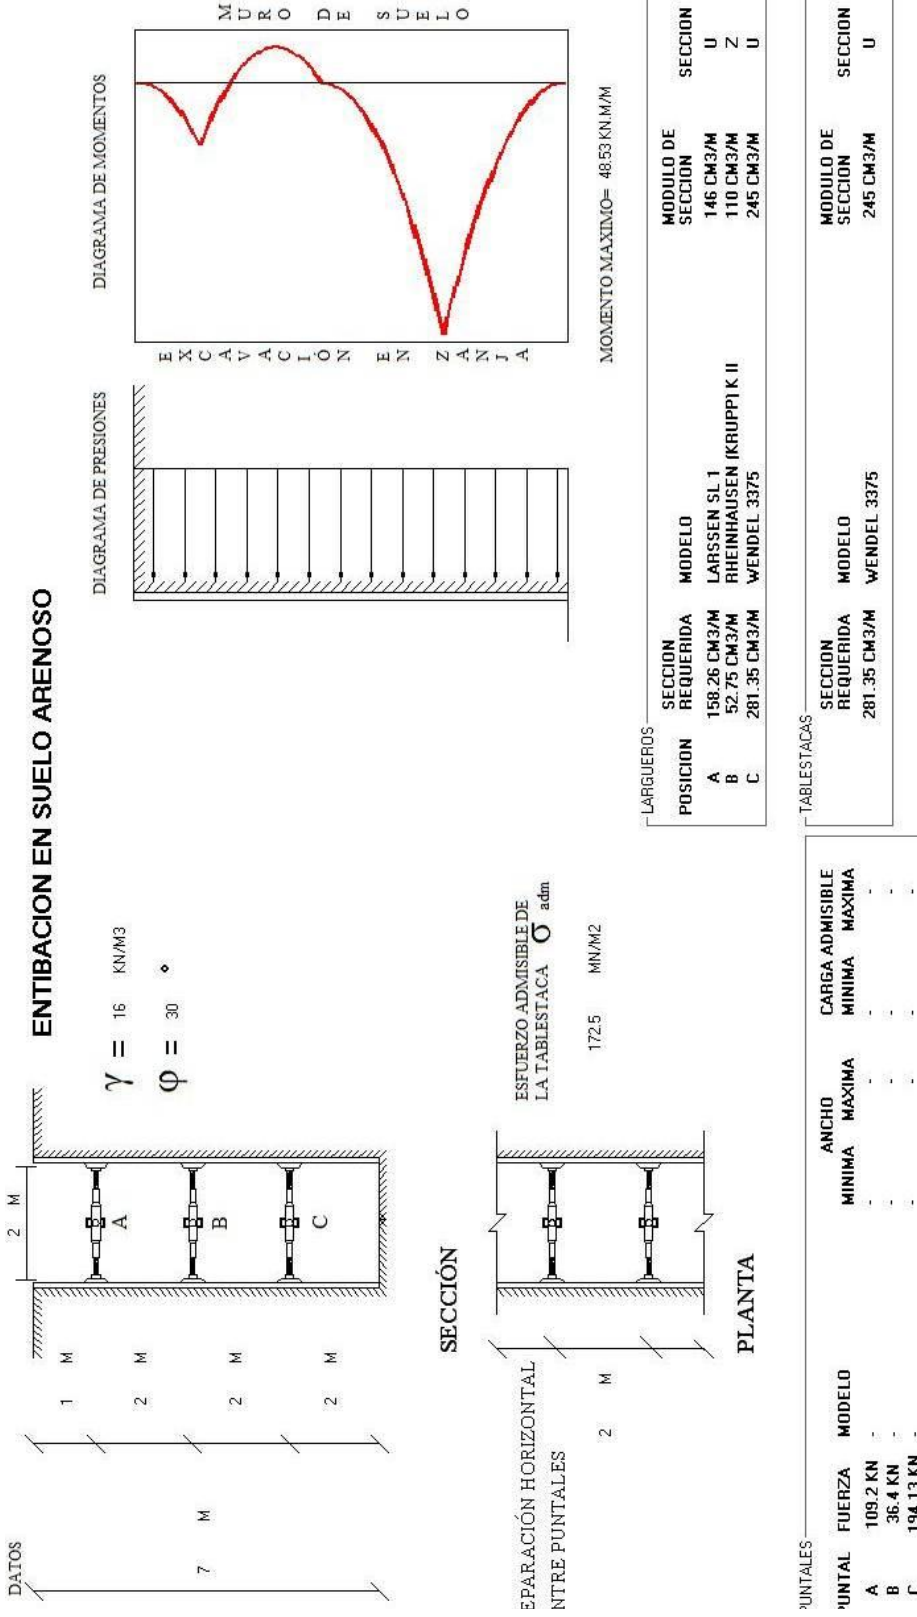 ENTIBACION EN SUELO ARENOSO
DATOS
2 M
1 M
2 M
2 M
2 M
7 M
A
B
C
SECCIÓN
γ = 16 KN/M3
φ = 30 °
DIAGRAMA DE PRESIONES
DIAGRAMA DE MOMENTOS
EXCAVACIÓN EN ZANJA
MURO DE SUELO
MOMENTO MAXIMO= 48.53 KN.M/M
EPARACIÓN HORIZONTAL
NTRE PUNTALES
2 M
PLANTA
ESFUERZO ADMISIBLE DE
LA TABLESTACA σ adm
172.5 MN/M2
LARGUEROS
POSICION SECCION REQUERIDA MODELO MODULO DE SECCION SECCION
A 158.26 CM3/M LARSSEN SL 1 146 CM3/M U
B 52.75 CM3/M RHEINHAUSEN (KRUPP) K II 110 CM3/M Z
C 281.35 CM3/M WENDEL 3375 245 CM3/M U
PUNTALES
PUNTAL FUERZA MODELO ANCHO MINIMA MAXIMA CARGA ADMISIBLE MINIMA MAXIMA
A 109.2 KN - - - - -
B 36.4 KN - - - - -
C 194.13 KN - - - - -
TABLESTACAS
SECCION REQUERIDA MODELO MODULO DE SECCION SECCION
281.35 CM3/M WENDEL 3375 245 CM3/M U